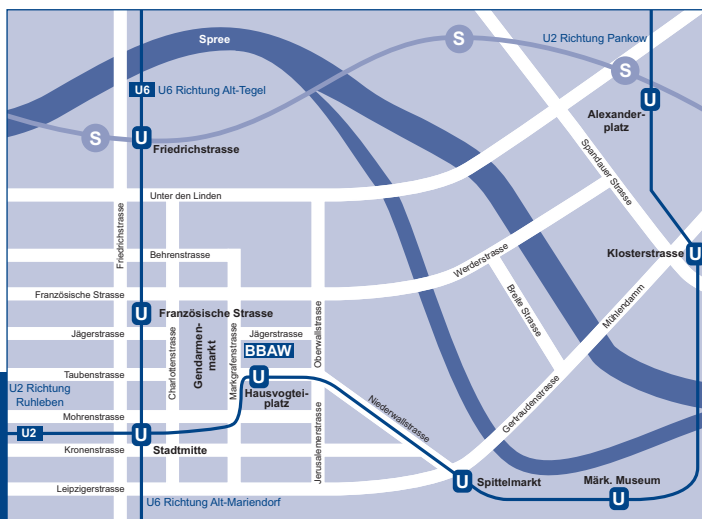 Spree
S
U2 Richtung Pankow
S
U6
U6 Richtung Alt-Tegel
U
Alexander-
platz
S
U
Friedrichstrasse
Spandauer Strasse
Unter den Linden
Friedrichstrasse
Behrenstrasse
Werderstrasse
Klosterstrasse
U
Französische Strasse
U
Französische Strasse
Breite Strasse
Mühlendamm
Jägerstrasse
Charlottenstrasse
Gendarmen-
markt
Markgrafenstrasse
Jägerstrasse
Oberwallstrasse
BBAW
Taubenstrasse
U2 Richtung
Ruhleben
U
Hausvogtei-
platz
Niederwallstrasse
Gertraudenstrasse
Mohrenstrasse
U2
U
Stadtmitte
Kronenstrasse
Jerusalemerstrasse
Leipzigerstrasse
U6 Richtung Alt-Mariendorf
U
Spittelmarkt
Märk. Museum
U